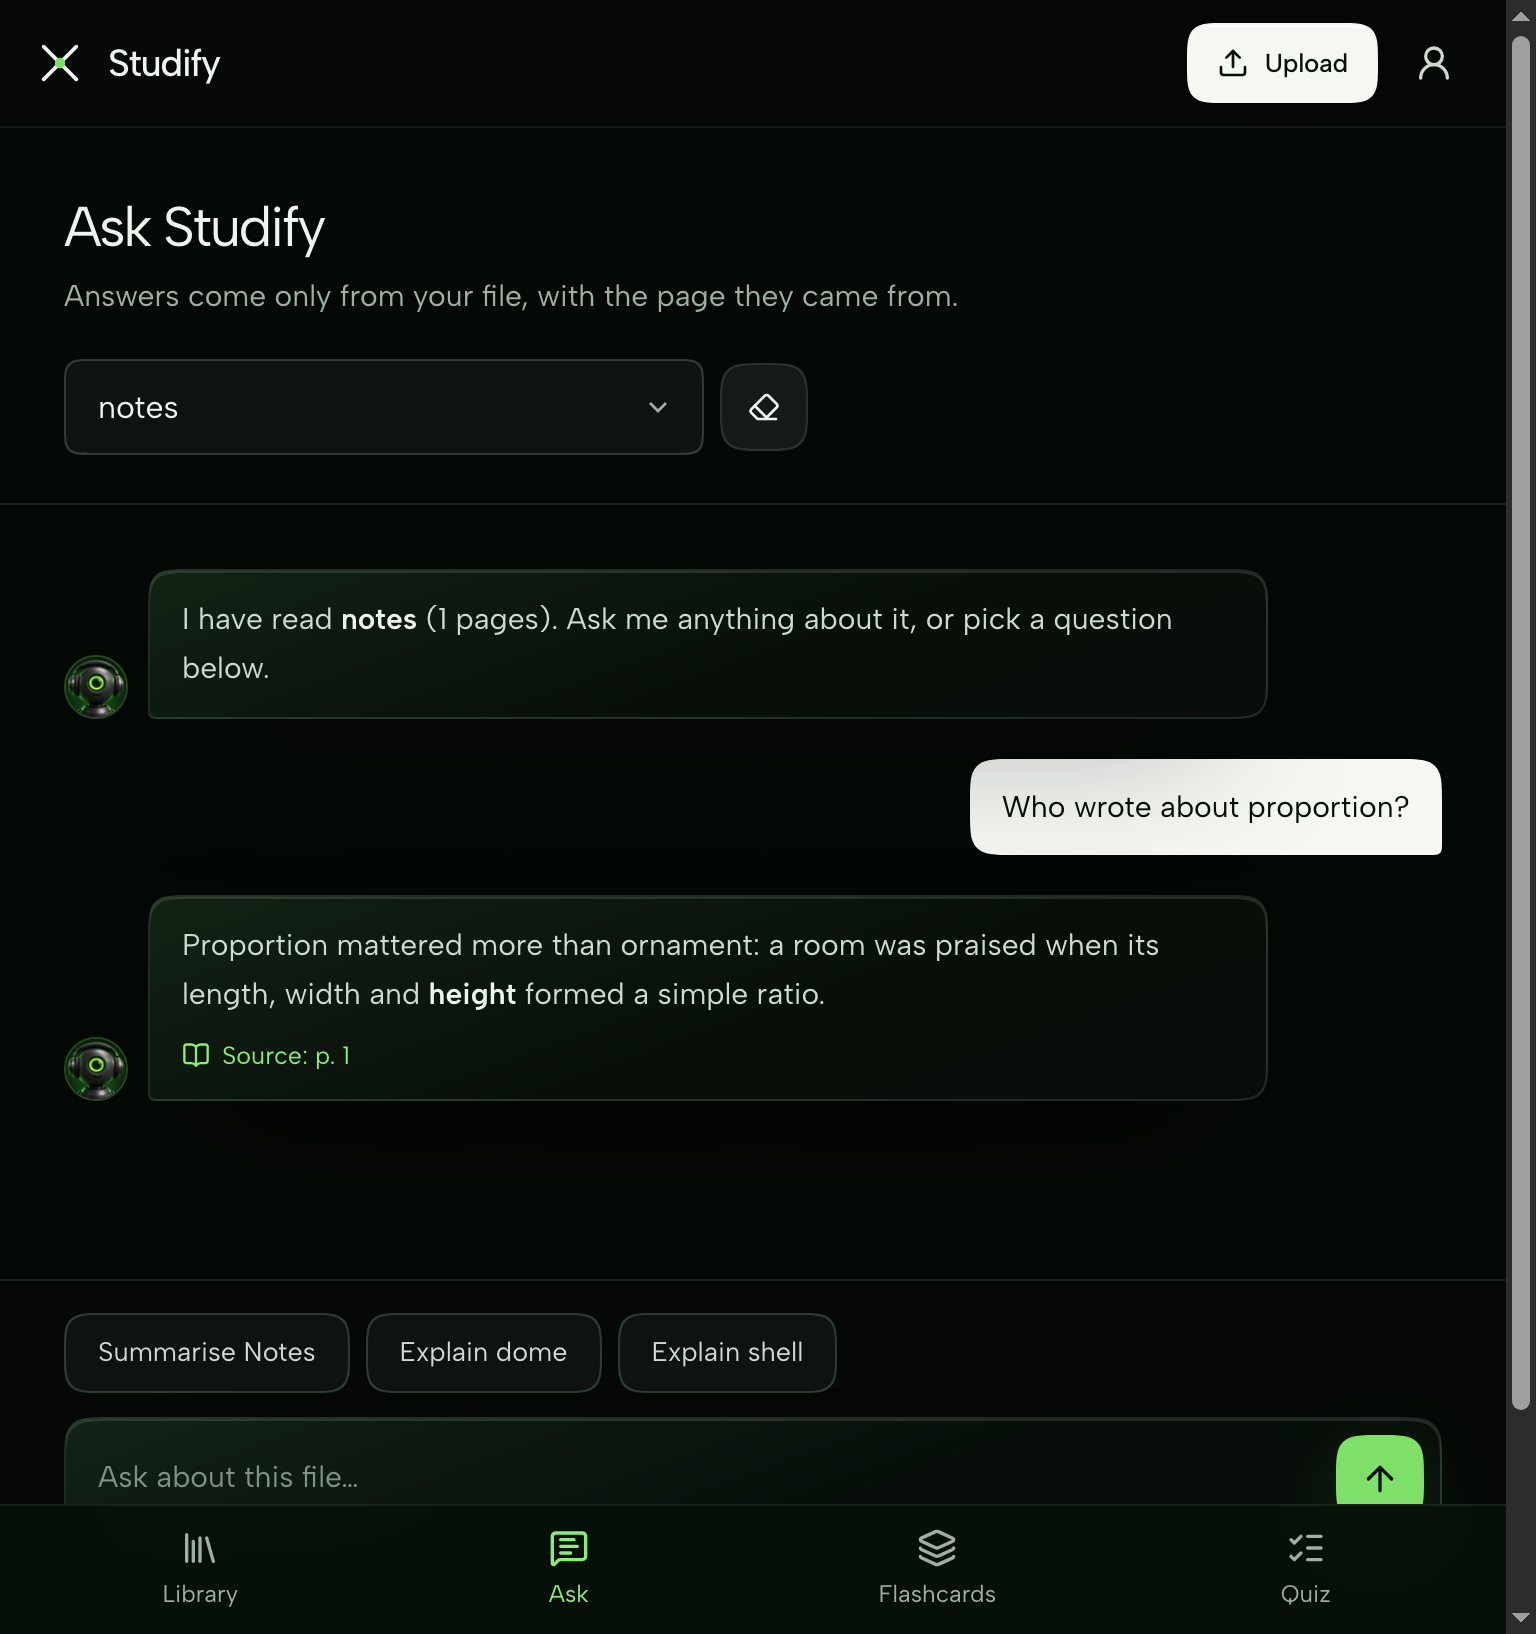 Studify
Upload
Ask Studify
Answers come only from your file, with the page they came from.
notes
I have read notes (1 pages). Ask me anything about it, or pick a question
below.
Who wrote about proportion?
Proportion mattered more than ornament: a room was praised when its
length, width and height formed a simple ratio.
Source: p. 1
Summarise Notes
Explain dome
Explain shell
Ask about this file…
Library
Ask
Flashcards
Quiz